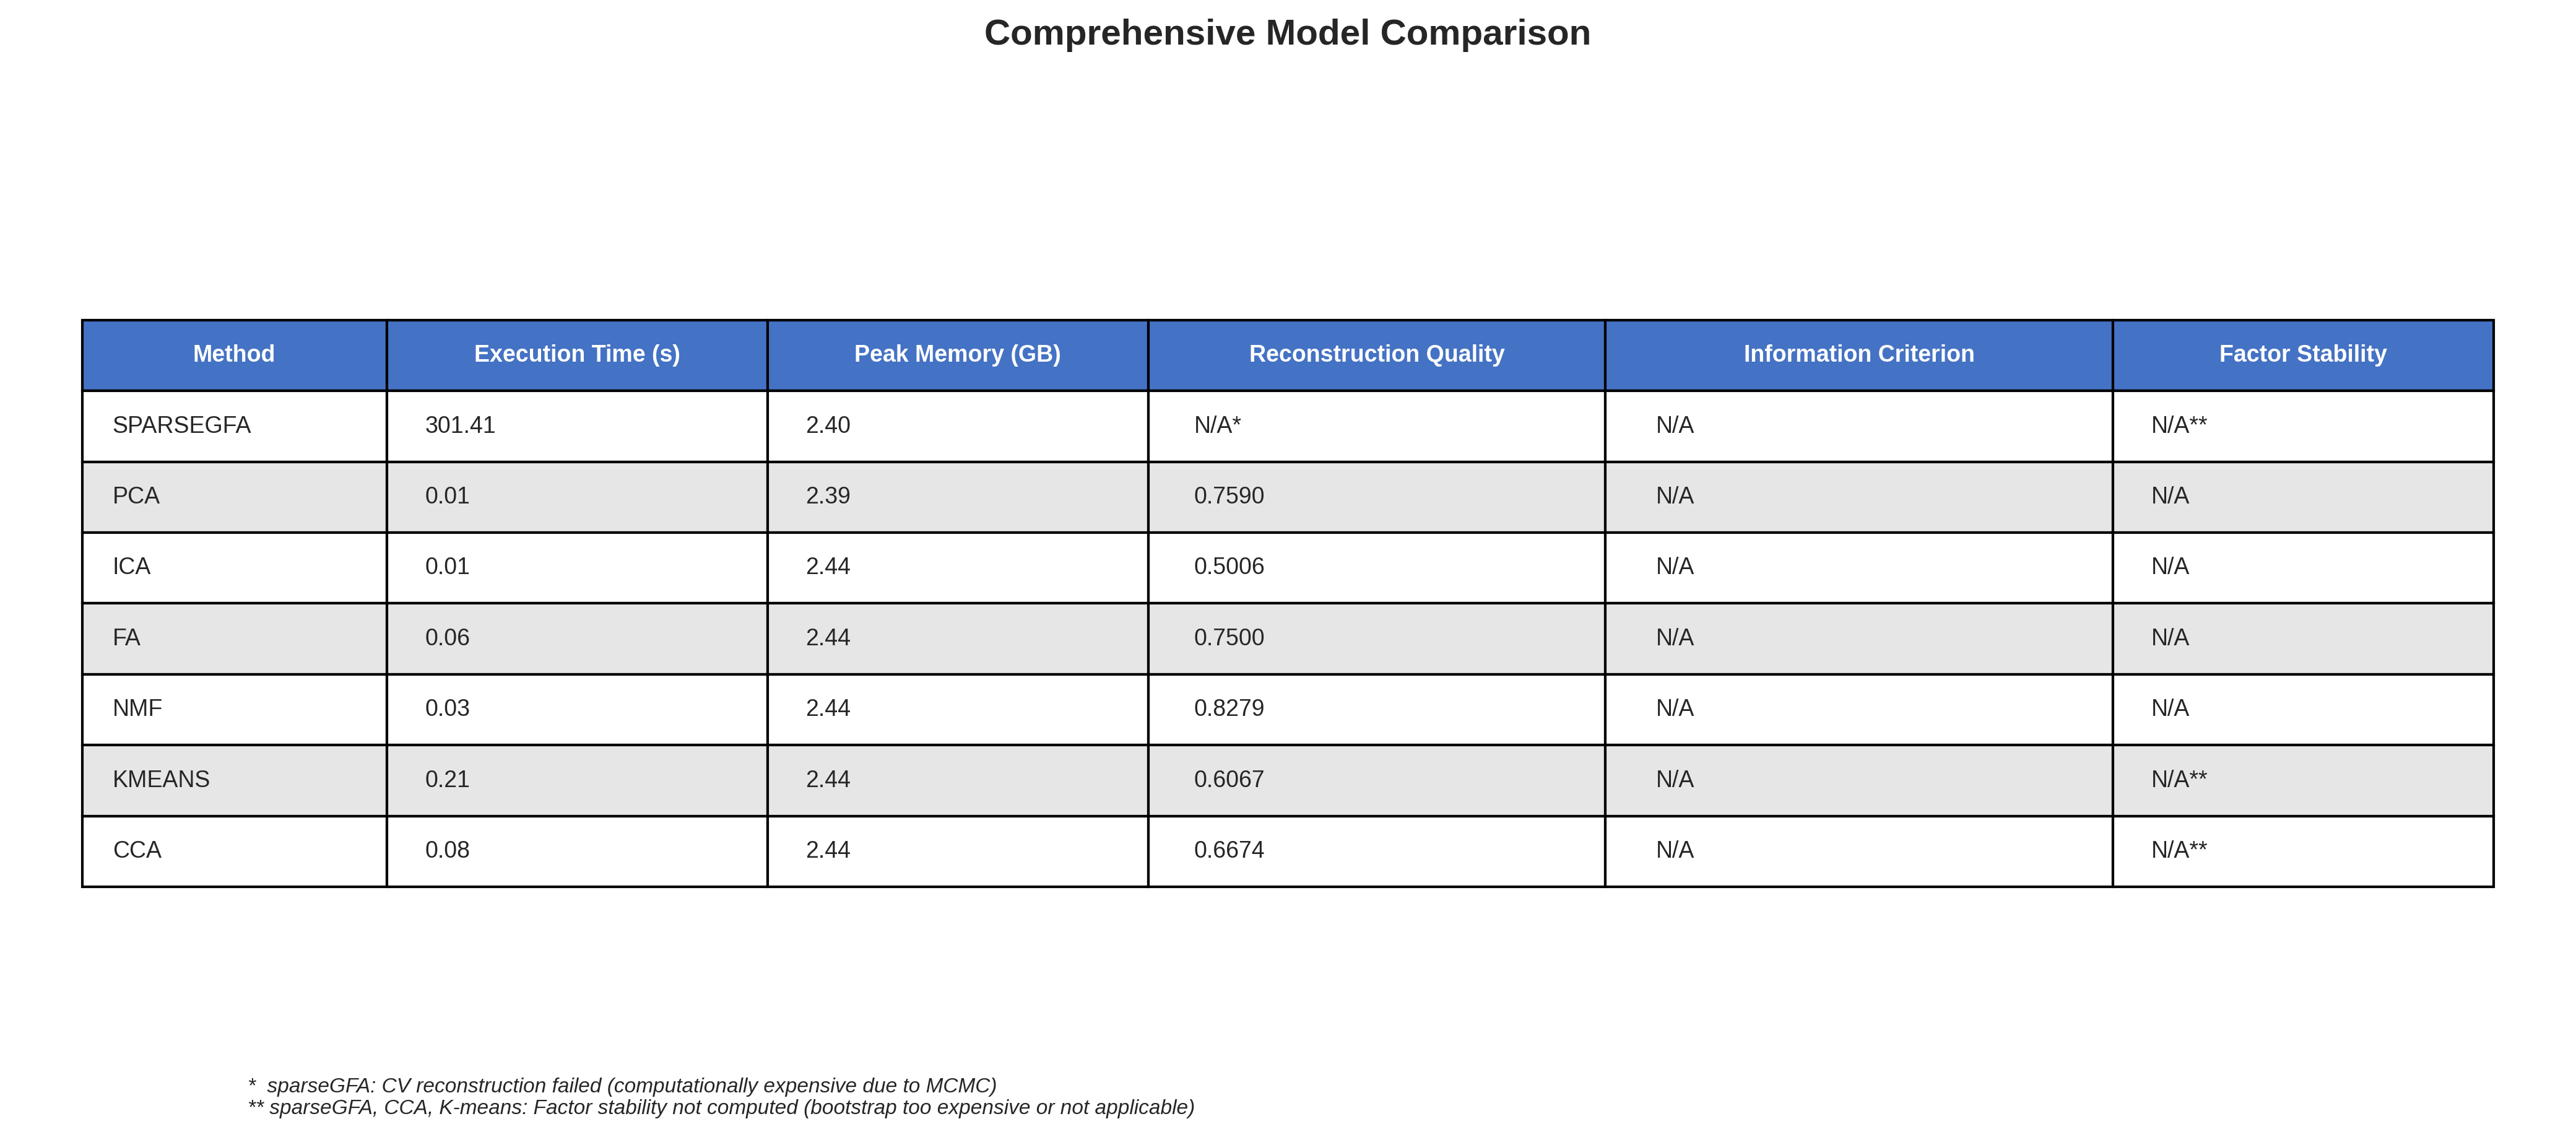 Comprehensive Model Comparison
Method Execution Time (s) Peak Memory (GB) Reconstruction Quality Information Criterion Factor Stability
SPARSEGFA 301.41 2.40 N/A* N/A N/A**
PCA 0.01 2.39 0.7590 N/A N/A
ICA 0.01 2.44 0.5006 N/A N/A
FA 0.06 2.44 0.7500 N/A N/A
NMF 0.03 2.44 0.8279 N/A N/A
KMEANS 0.21 2.44 0.6067 N/A N/A**
CCA 0.08 2.44 0.6674 N/A N/A**
* sparseGFA: CV reconstruction failed (computationally expensive due to MCMC)
** sparseGFA, CCA, K-means: Factor stability not computed (bootstrap too expensive or not applicable)